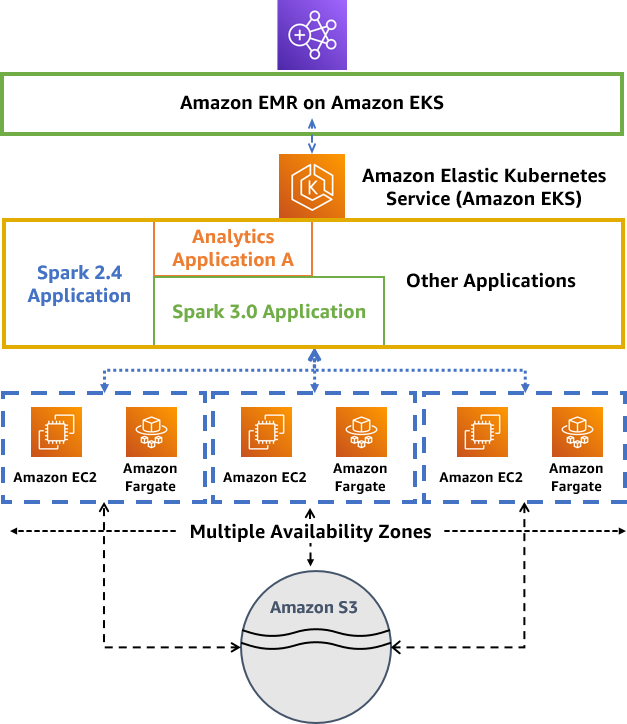 Amazon EMR on Amazon EKS
K
Amazon Elastic Kubernetes
Service (Amazon EKS)
Spark 2.4
Application
Analytics
Application A
Spark 3.0 Application
Other Applications
Amazon EC2
Amazon
Fargate
Amazon EC2
Amazon
Fargate
Amazon EC2
Amazon
Fargate
Multiple Availability Zones
Amazon S3